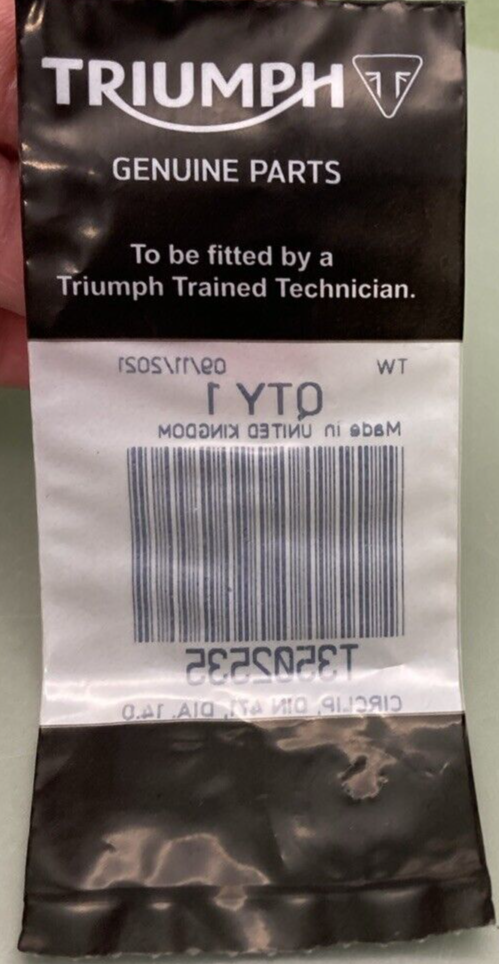 TRIUMPH
GENUINE PARTS
To be fitted by a
Triumph Trained Technician.
TW 09/11/2021
QTY 1
Made in UNITED KINGDOM
T3502535
CIRCLIP, DIN 471, DIA. 14.0